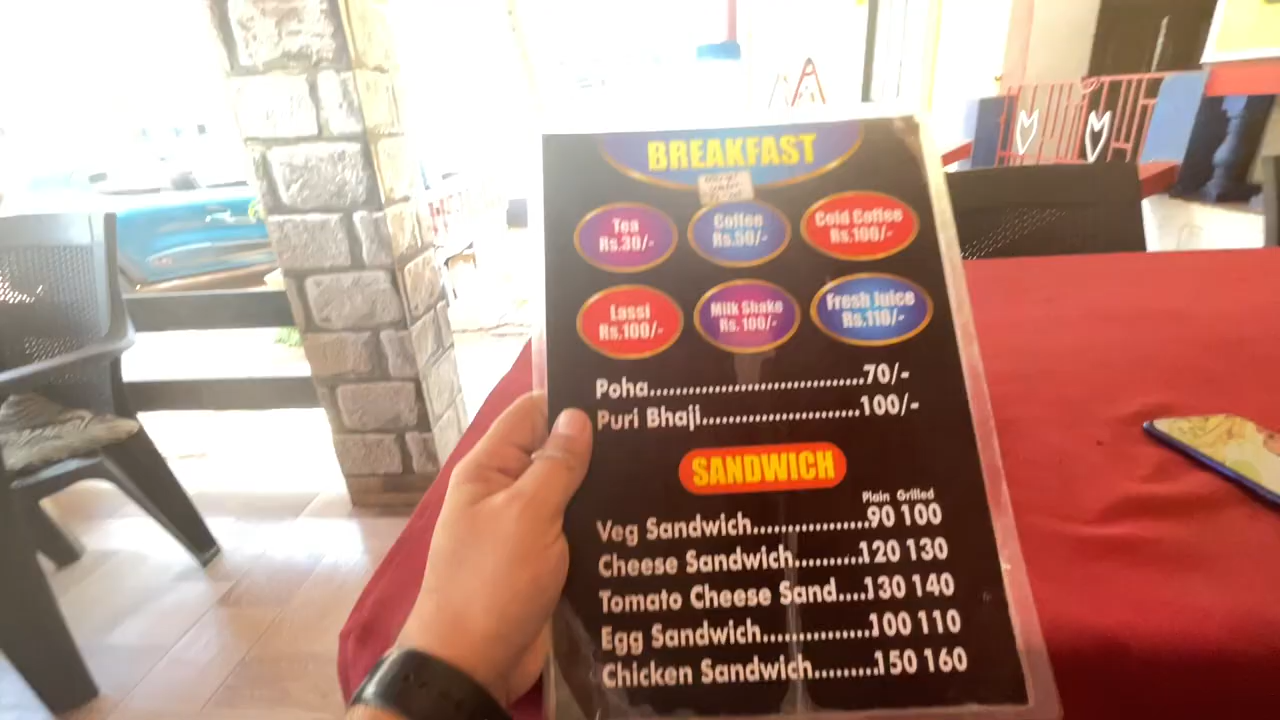 BREAKFAST
Tea
Rs.30/-
Coffee
Rs.50/-
Cold Coffee
Rs.100/-
Lassi
Rs.100/-
Milk Shake
Rs. 100/-
Fresh Juice
Rs.110/-
Poha................................70/-
Puri Bhaji.......................100/-
SANDWICH
Plain Grilled
Veg Sandwich.................90 100
Cheese Sandwich..........120 130
Tomato Cheese Sand....130 140
Egg Sandwich................100 110
Chicken Sandwich.........150 160